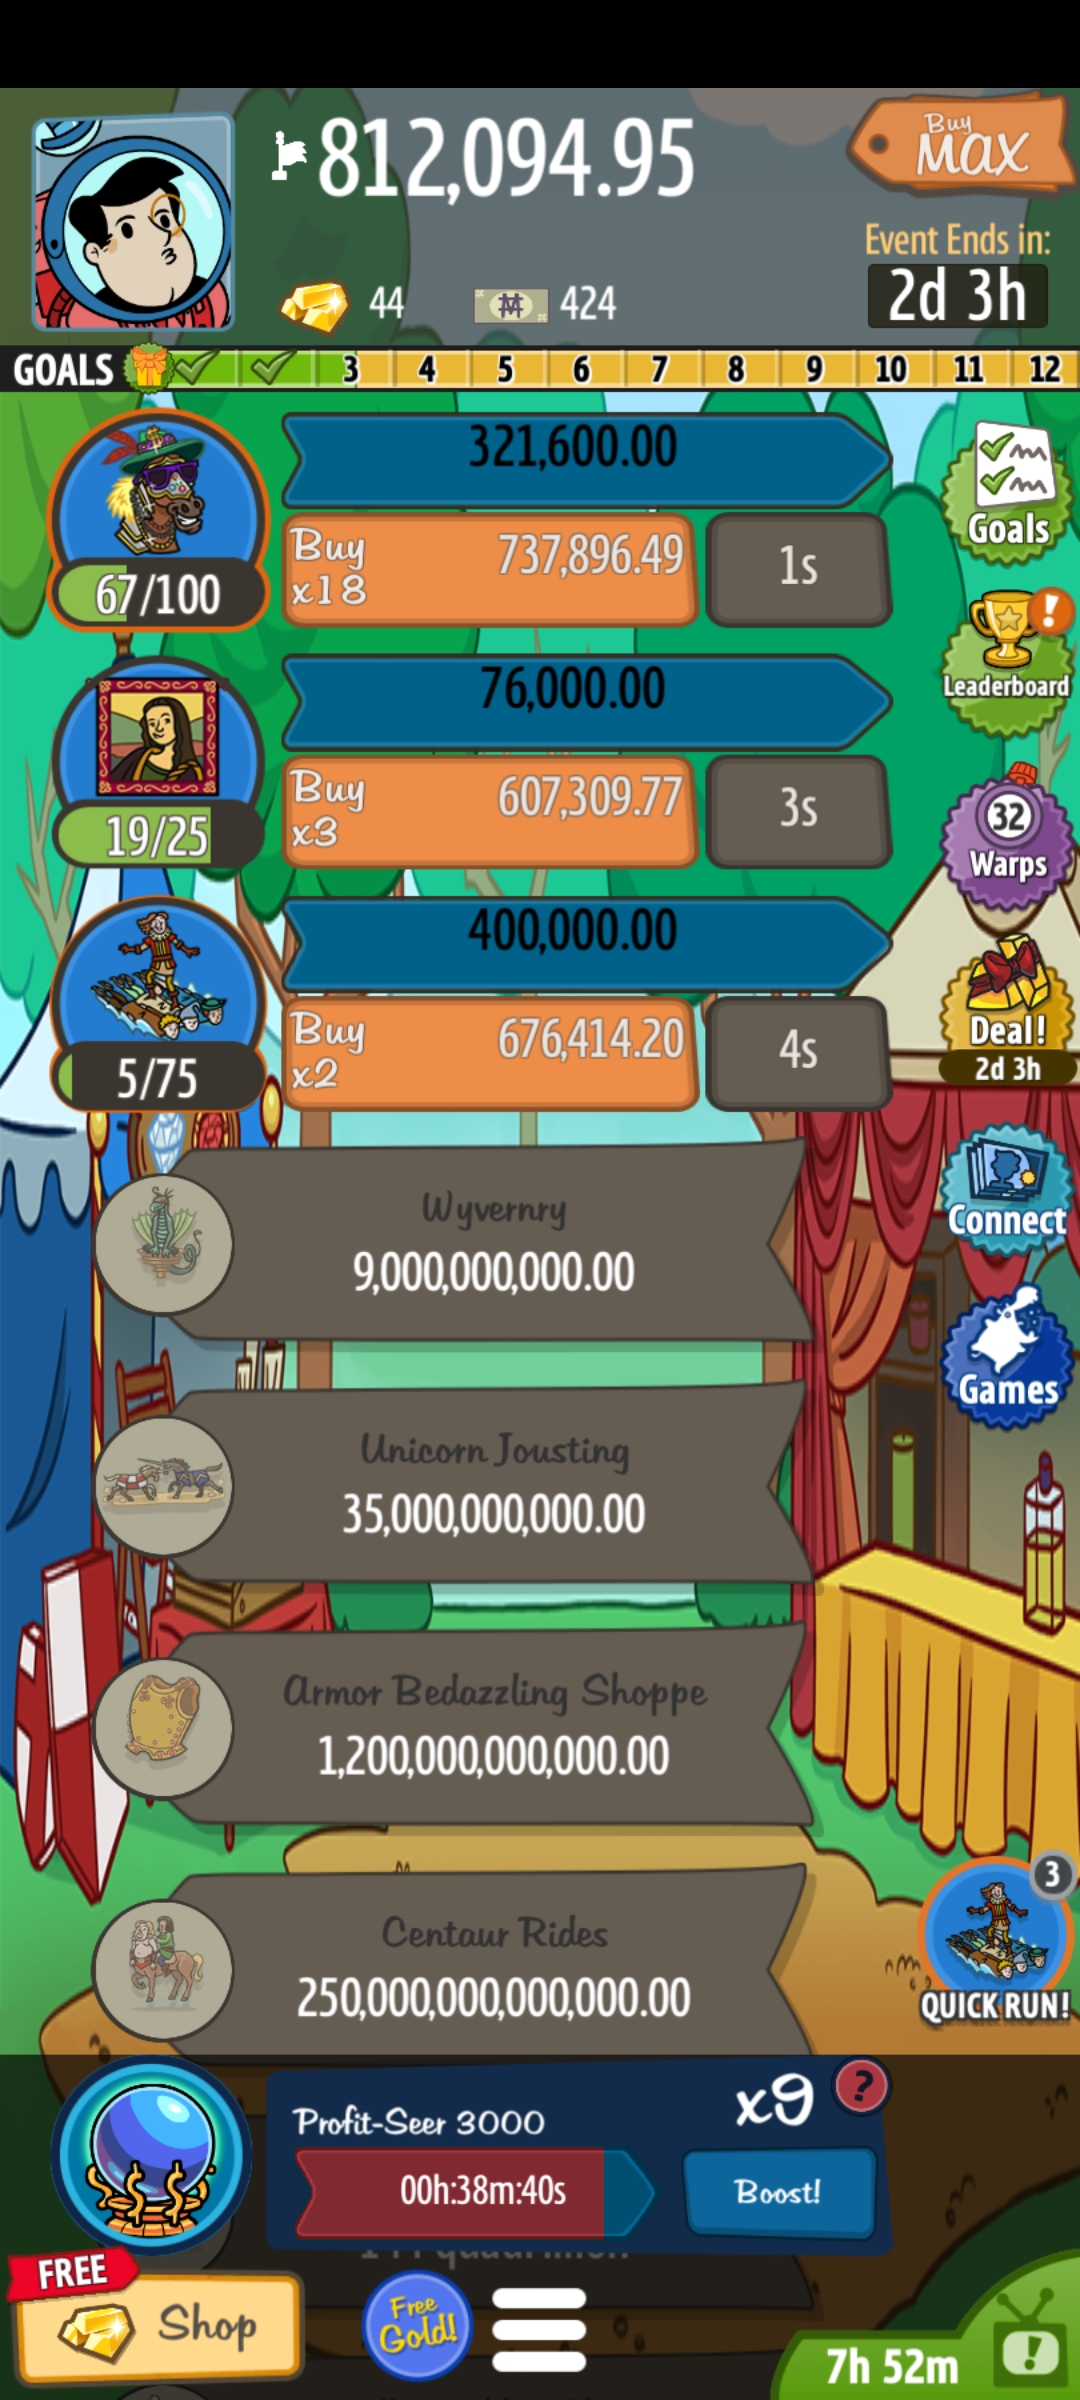 812,094.95
Buy
MAX
Event Ends in:
44
424
2d 3h
GOALS 3 4 5 6 7 8 9 10 11 12
321,600.00
Buy
x18
737,896.49
1s
67/100
Goals
76,000.00
Leaderboard
Buy
x3
607,309.77
3s
19/25
32
Warps
400,000.00
Buy
x2
676,414.20
4s
5/75
Deal!
2d 3h
Wyvernry
9,000,000,000.00
Connect
Unicorn Jousting
35,000,000,000.00
Games
Armor Bedazzling Shoppe
1,200,000,000,000.00
Centaur Rides
250,000,000,000,000.00
3
QUICK RUN!
Profit-Seer 3000
x9
?
00h:38m:40s
Boost!
FREE
Shop
Free
Gold!
7h 52m